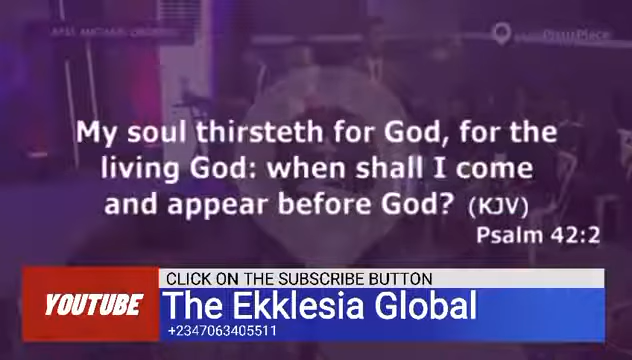 My soul thirsteth for God, for the
living God: when shall I come
and appear before God? (KJV)
Psalm 42:2
CLICK ON THE SUBSCRIBE BUTTON
YOUTUBE
The Ekklesia Global
+2347063405511